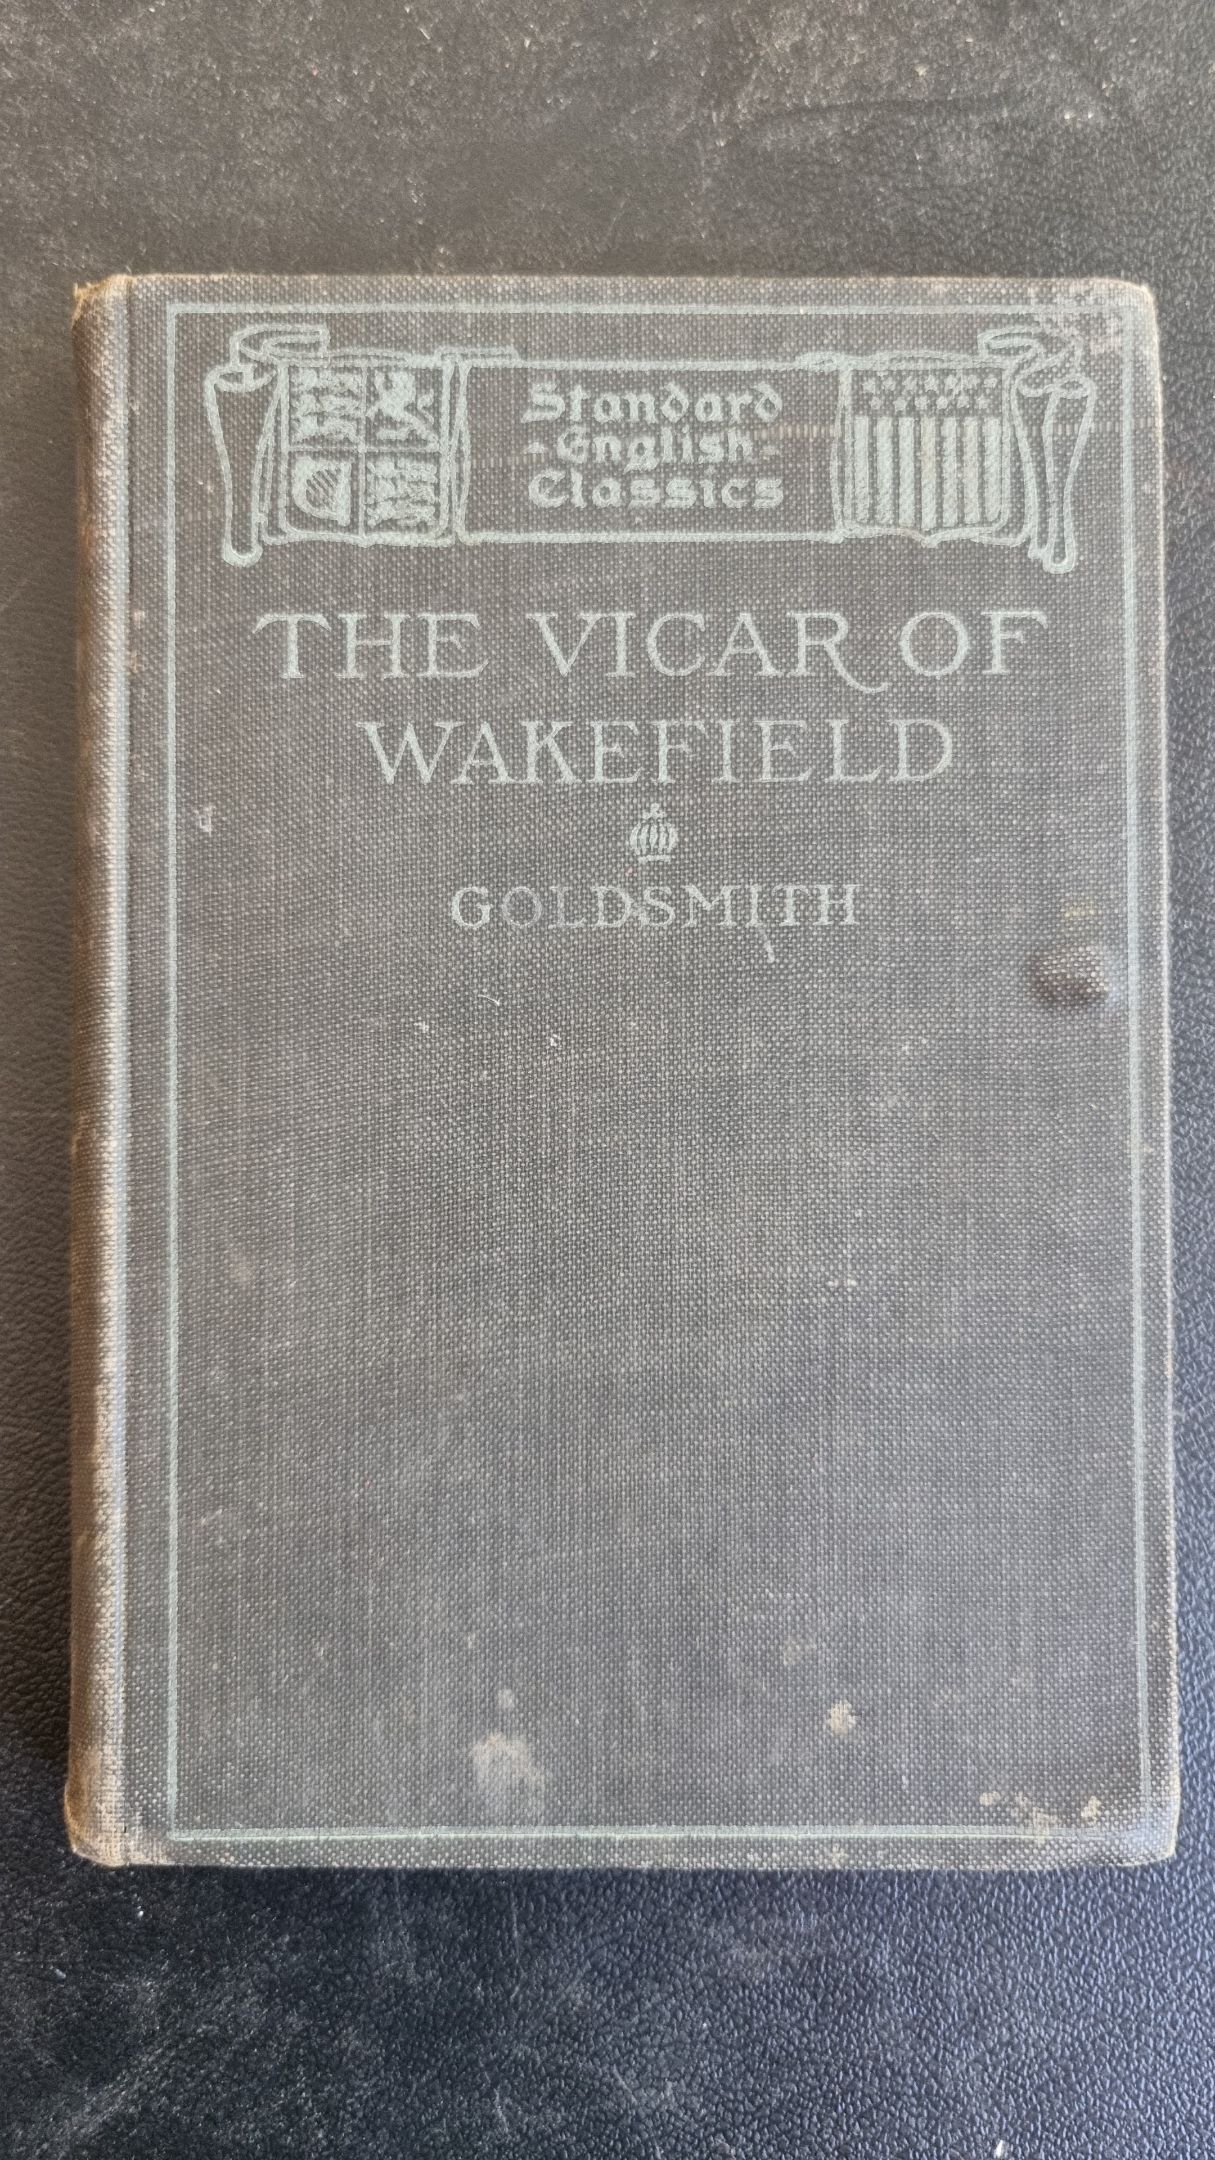 Standard
-English-
Classics
THE VICAR OF
WAKEFIELD
GOLDSMITH